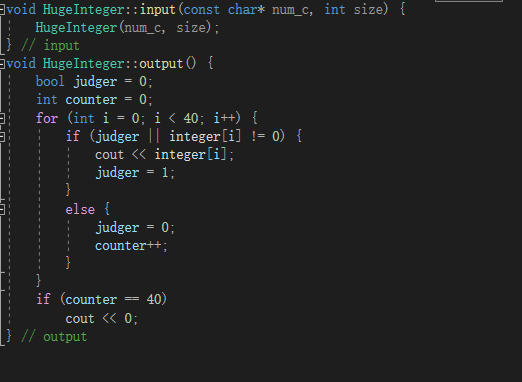 void HugeInteger::input(const char* num_c, int size) {
    HugeInteger(num_c, size);
} // input
void HugeInteger::output() {
    bool judger = 0;
    int counter = 0;
    for (int i = 0; i < 40; i++) {
        if (judger || integer[i] != 0) {
            cout << integer[i];
            judger = 1;
        }
        else {
            judger = 0;
            counter++;
        }
    }
    if (counter == 40)
        cout << 0;
} // output